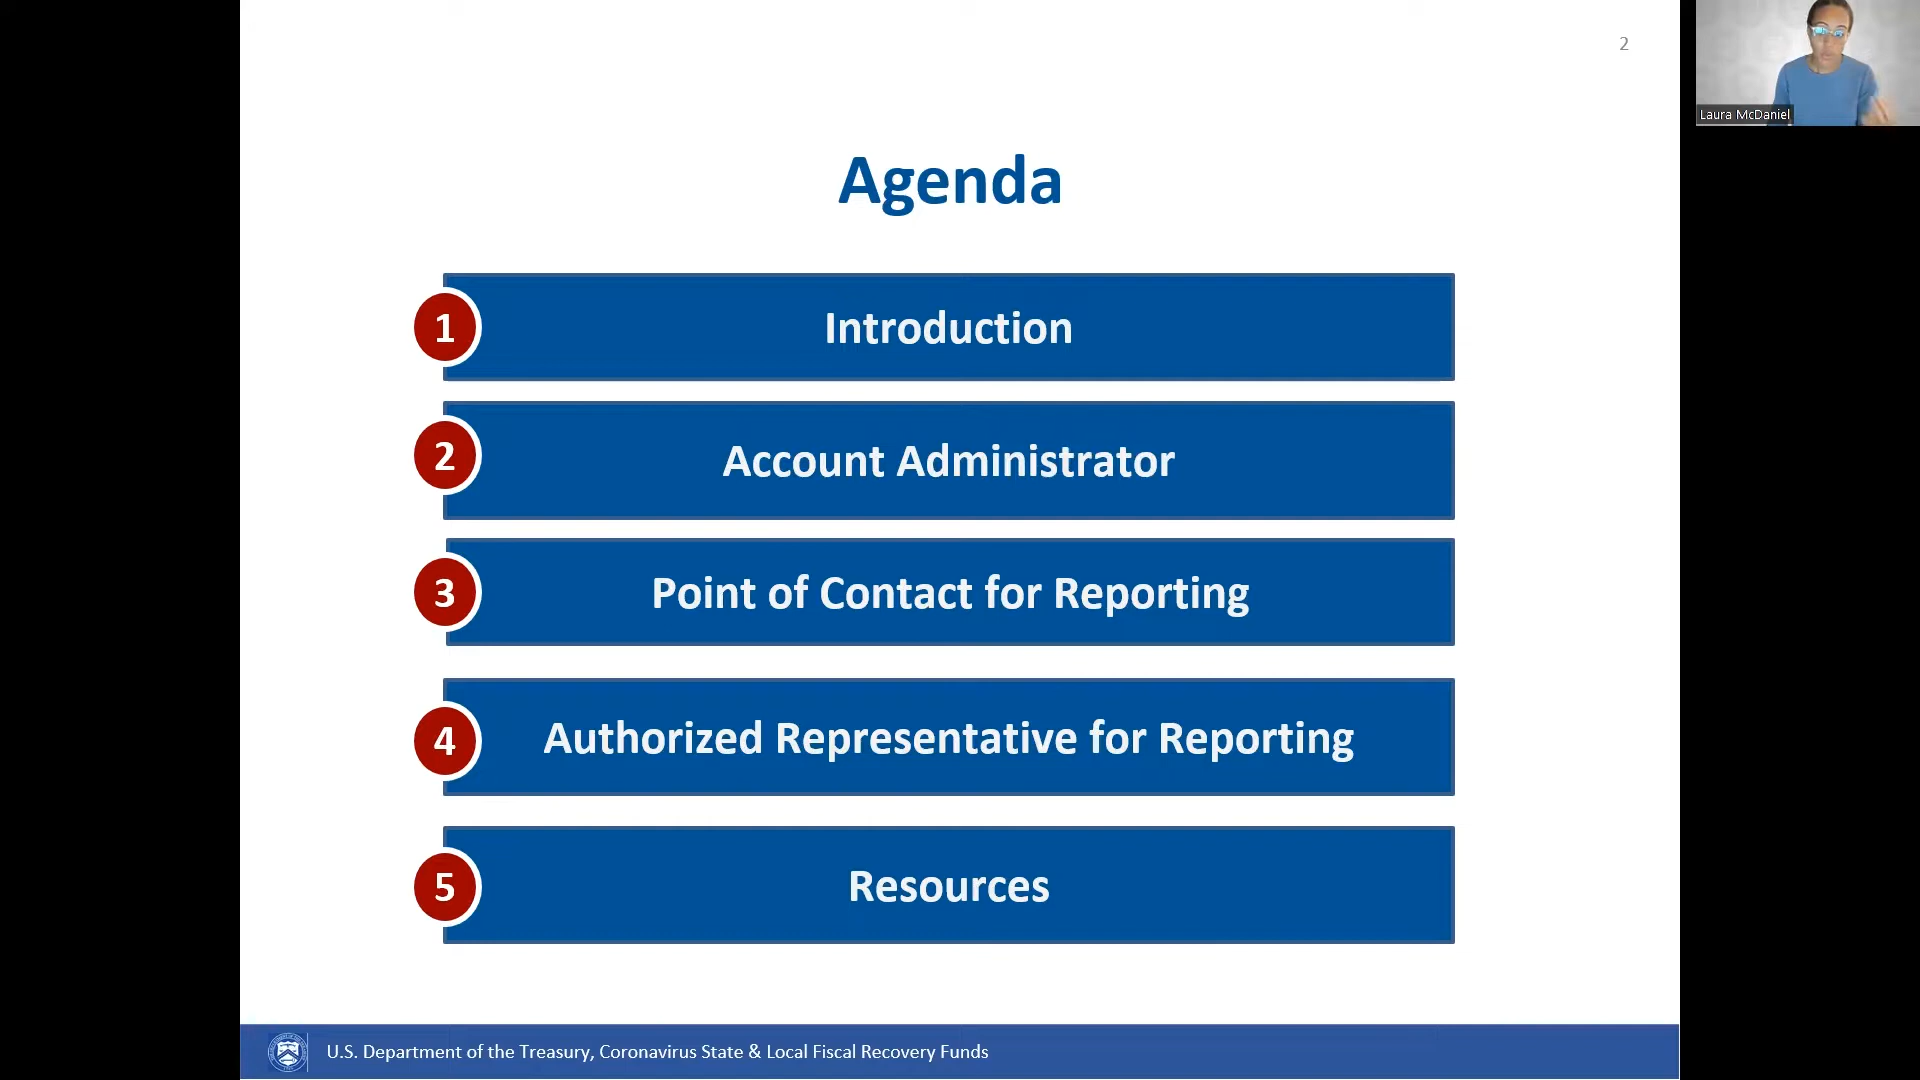 2
Laura McDaniel
Agenda
1
Introduction
2
Account Administrator
3
Point of Contact for Reporting
4
Authorized Representative for Reporting
5
Resources
U.S. Department of the Treasury, Coronavirus State & Local Fiscal Recovery Funds